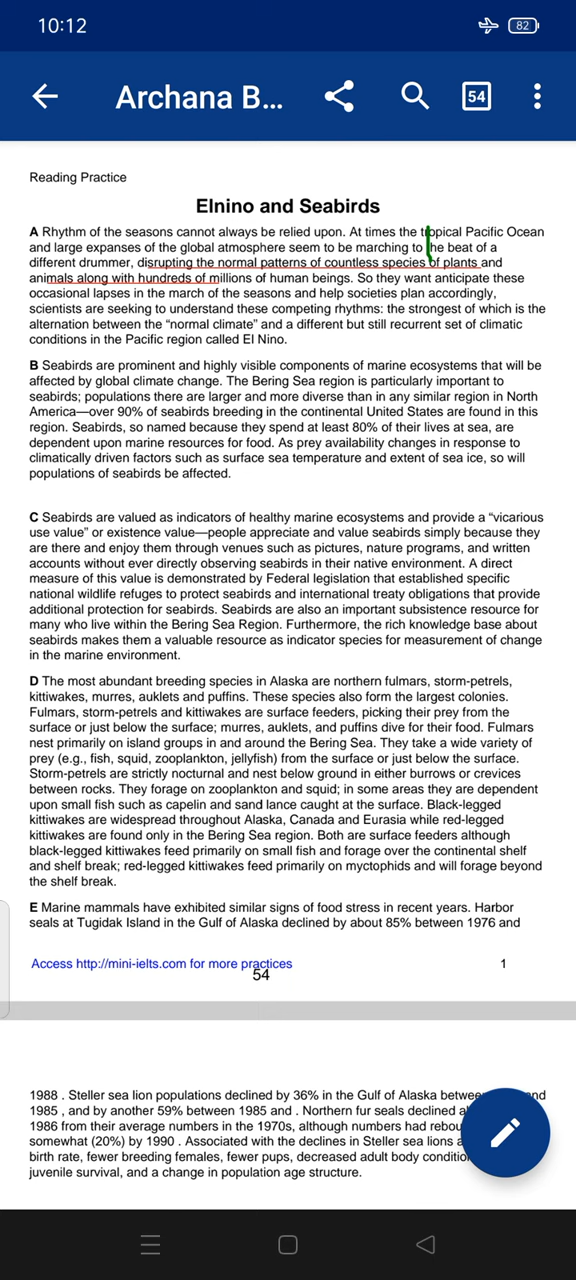 10:12
82
Archana B...
54
Reading Practice
Elnino and Seabirds
A Rhythm of the seasons cannot always be relied upon. At times the tropical Pacific Ocean
and large expanses of the global atmosphere seem to be marching to the beat of a
different drummer, disrupting the normal patterns of countless species of plants and
animals along with hundreds of millions of human beings. So they want anticipate these
occasional lapses in the march of the seasons and help societies plan accordingly,
scientists are seeking to understand these competing rhythms: the strongest of which is the
alternation between the “normal climate” and a different but still recurrent set of climatic
conditions in the Pacific region called El Nino.
B Seabirds are prominent and highly visible components of marine ecosystems that will be
affected by global climate change. The Bering Sea region is particularly important to
seabirds; populations there are larger and more diverse than in any similar region in North
America—over 90% of seabirds breeding in the continental United States are found in this
region. Seabirds, so named because they spend at least 80% of their lives at sea, are
dependent upon marine resources for food. As prey availability changes in response to
climatically driven factors such as surface sea temperature and extent of sea ice, so will
populations of seabirds be affected.
C Seabirds are valued as indicators of healthy marine ecosystems and provide a “vicarious
use value” or existence value—people appreciate and value seabirds simply because they
are there and enjoy them through venues such as pictures, nature programs, and written
accounts without ever directly observing seabirds in their native environment. A direct
measure of this value is demonstrated by Federal legislation that established specific
national wildlife refuges to protect seabirds and international treaty obligations that provide
additional protection for seabirds. Seabirds are also an important subsistence resource for
many who live within the Bering Sea Region. Furthermore, the rich knowledge base about
seabirds makes them a valuable resource as indicator species for measurement of change
in the marine environment.
D The most abundant breeding species in Alaska are northern fulmars, storm-petrels,
kittiwakes, murres, auklets and puffins. These species also form the largest colonies.
Fulmars, storm-petrels and kittiwakes are surface feeders, picking their prey from the
surface or just below the surface; murres, auklets, and puffins dive for their food. Fulmars
nest primarily on island groups in and around the Bering Sea. They take a wide variety of
prey (e.g., fish, squid, zooplankton, jellyfish) from the surface or just below the surface.
Storm-petrels are strictly nocturnal and nest below ground in either burrows or crevices
between rocks. They forage on zooplankton and squid; in some areas they are dependent
upon small fish such as capelin and sand lance caught at the surface. Black-legged
kittiwakes are widespread throughout Alaska, Canada and Eurasia while red-legged
kittiwakes are found only in the Bering Sea region. Both are surface feeders although
black-legged kittiwakes feed primarily on small fish and forage over the continental shelf
and shelf break; red-legged kittiwakes feed primarily on myctophids and will forage beyond
the shelf break.
E Marine mammals have exhibited similar signs of food stress in recent years. Harbor
seals at Tugidak Island in the Gulf of Alaska declined by about 85% between 1976 and
Access http://mini-ielts.com for more practices
1
54
1988 . Steller sea lion populations declined by 36% in the Gulf of Alaska between and
1985 , and by another 59% between 1985 and . Northern fur seals declined
1986 from their average numbers in the 1970s, although numbers had
somewhat (20%) by 1990 . Associated with the declines in Steller sea lions
birth rate, fewer breeding females, fewer pups, decreased adult body
juvenile survival, and a change in population age structure.